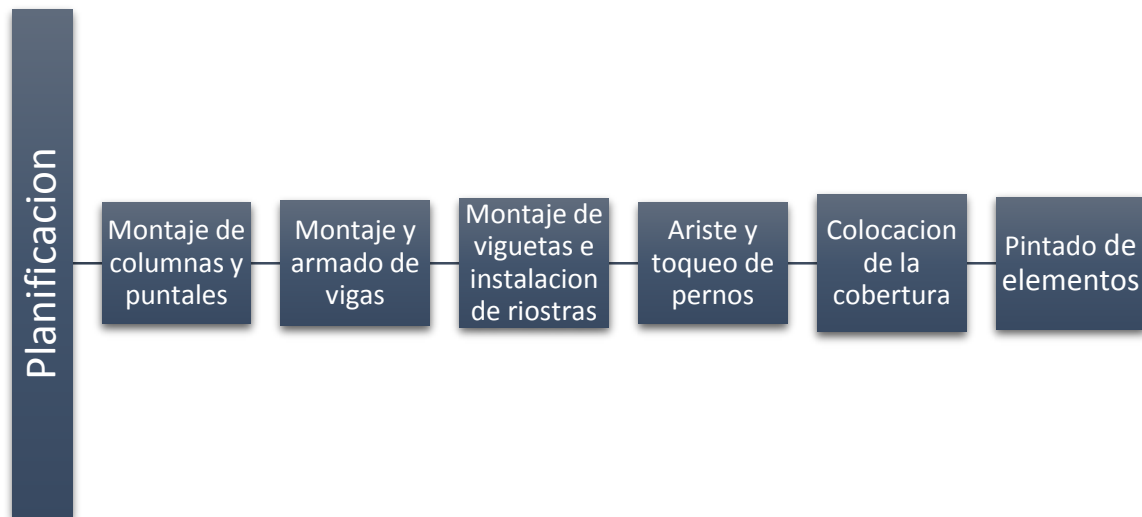 Planificacion
Montaje de
columnas y
puntales
Montaje y
armado de
vigas
Montaje de
viguetas e
instalacion
de riostras
Ariste y
toqueo de
pernos
Colocacion
de la
cobertura
Pintado de
elementos